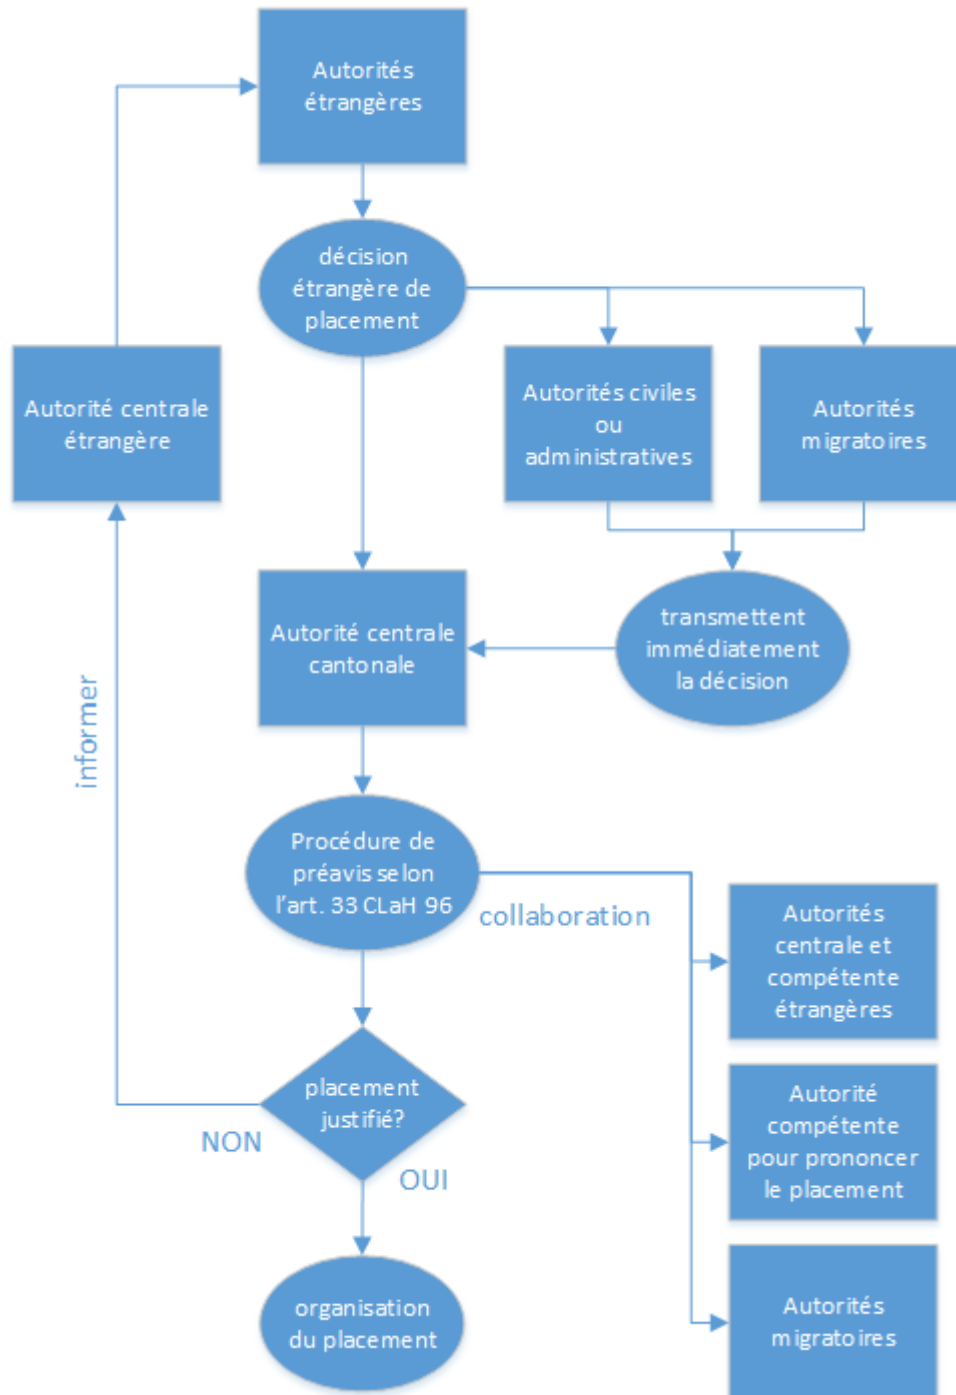 Autorités
étrangères
décision
étrangère de
placement
Autorité centrale
étrangère
Autorités civiles
ou
administratives
Autorités
migratoires
Autorité centrale
cantonale
transmettent
immédiatement
la décision
informer
Procédure de
préavis selon
l'art. 33 CLaH 96
collaboration
Autorités
centrale et
compétente
étrangères
placement
justifié?
NON
OUI
Autorité
compétente
pour prononcer
le placement
organisation
du placement
Autorités
migratoires